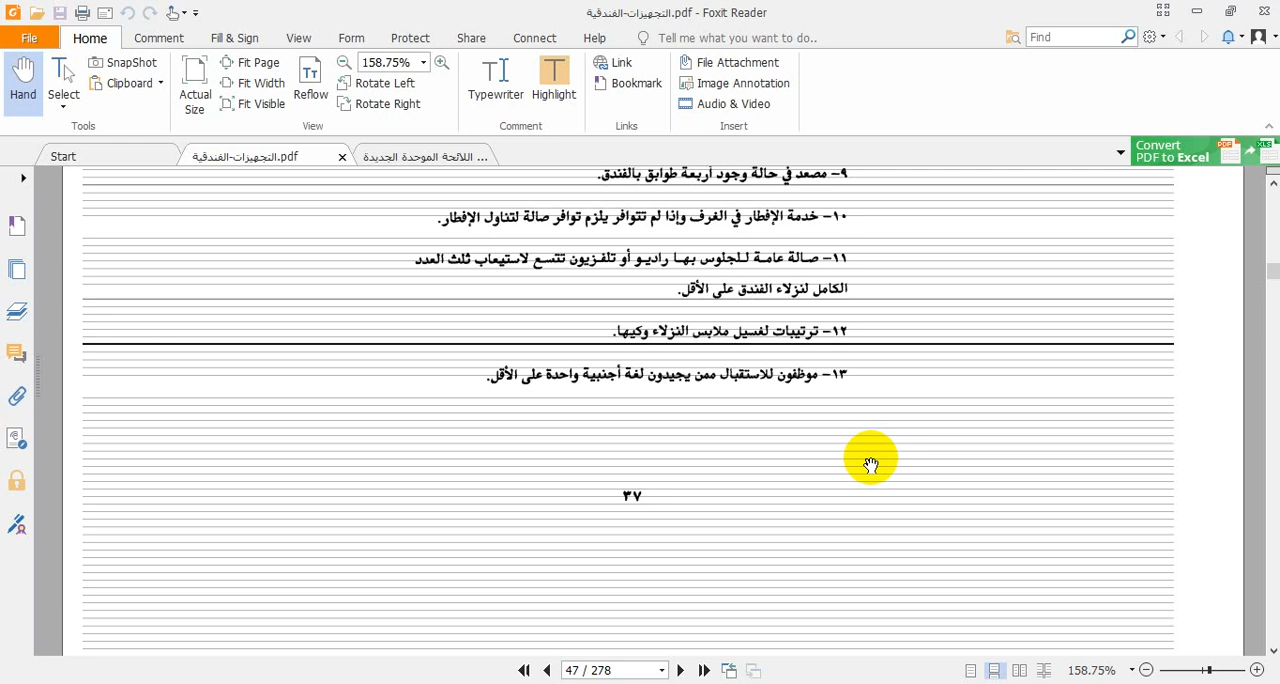 التجهيزات-الفندقية.pdf - Foxit Reader
File
Home
Comment
Fill & Sign
View
Form
Protect
Share
Connect
Help
Tell me what you want to do..
Find
Hand
Select
SnapShot
Clipboard
Actual Size
Fit Page
Fit Width
Fit Visible
Reflow
158.75%
Rotate Left
Rotate Right
Typewriter
Highlight
Link
Bookmark
File Attachment
Image Annotation
Audio & Video
Tools
View
Comment
Links
Insert
Start
التجهيزات-الفندقية.pdf
اللائحة الموحدة الجديدة ...
Convert
PDF to Excel
PDF
XLS
٩- مصعد في حالة وجود أربعة طوابق بالفندق.
١٠- خدمة الإفطار في الغرف وإذا لم تتوافر يلزم توافر صالة لتناول الإفطار.
١١- صالة عامة للجلوس بها راديو أو تلفزيون تتسع لاستيعاب ثلث العدد
الكامل لنزلاء الفندق على الأقل.
١٢- ترتيبات لغسيل ملابس النزلاء وكيها.
١٣- موظفون للاستقبال ممن يجيدون لغة أجنبية واحدة على الأقل.
٣٧
47 / 278
158.75%